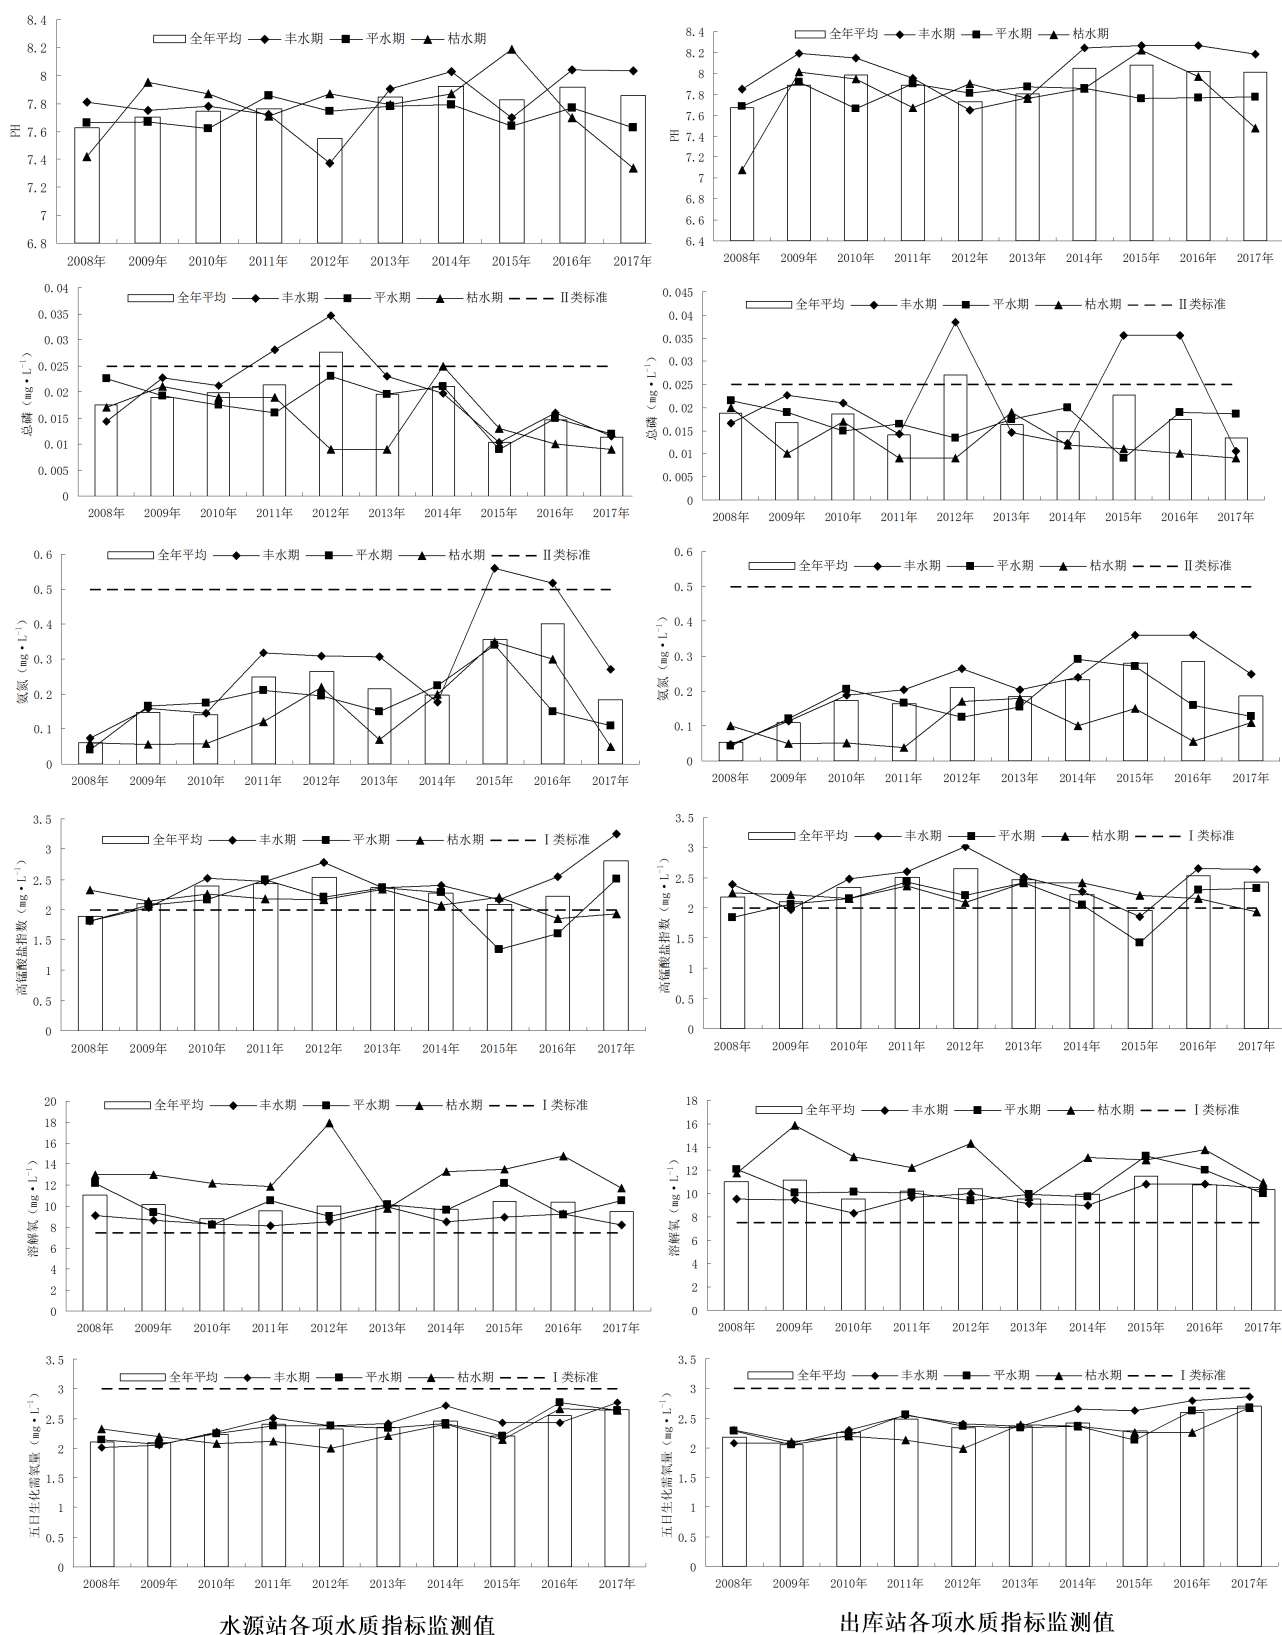 8.4
8.2
8
7.8
7.6
7.4
7.2
7
6.8
PH
全年平均 丰水期 平水期 枯水期
2008年 2009年 2010年 2011年 2012年 2013年 2014年 2015年 2016年 2017年
8.4
8.2
8
7.8
7.6
7.4
7.2
7
6.8
6.6
6.4
PH
全年平均 丰水期 平水期 枯水期
2008年 2009年 2010年 2011年 2012年 2013年 2014年 2015年 2016年 2017年
0.04
0.035
0.03
0.025
0.02
0.015
0.01
0.005
0
总磷（mg·L⁻¹）
全年平均 丰水期 平水期 枯水期 Ⅱ类标准
2008年 2009年 2010年 2011年 2012年 2013年 2014年 2015年 2016年 2017年
0.045
0.04
0.035
0.03
0.025
0.02
0.015
0.01
0.005
0
总磷（mg·L⁻¹）
全年平均 丰水期 平水期 枯水期 Ⅱ类标准
2008年 2009年 2010年 2011年 2012年 2013年 2014年 2015年 2016年 2017年
0.6
0.5
0.4
0.3
0.2
0.1
0
氨氮（mg·L⁻¹）
全年平均 丰水期 平水期 枯水期 Ⅱ类标准
2008年 2009年 2010年 2011年 2012年 2013年 2014年 2015年 2016年 2017年
0.6
0.5
0.4
0.3
0.2
0.1
0
氨氮（mg·L⁻¹）
全年平均 丰水期 平水期 枯水期 Ⅱ类标准
2008年 2009年 2010年 2011年 2012年 2013年 2014年 2015年 2016年 2017年
3.5
3
2.5
2
1.5
1
0.5
0
高锰酸盐指数（mg·L⁻¹）
全年平均 丰水期 平水期 枯水期 Ⅰ类标准
2008年 2009年 2010年 2011年 2012年 2013年 2014年 2015年 2016年 2017年
3.5
3
2.5
2
1.5
1
0.5
0
高锰酸盐指数（mg·L⁻¹）
全年平均 丰水期 平水期 枯水期 Ⅰ类标准
2008年 2009年 2010年 2011年 2012年 2013年 2014年 2015年 2016年 2017年
20
18
16
14
12
10
8
6
4
2
0
溶解氧（mg·L⁻¹）
全年平均 丰水期 平水期 枯水期 Ⅰ类标准
2008年 2009年 2010年 2011年 2012年 2013年 2014年 2015年 2016年 2017年
18
16
14
12
10
8
6
4
2
0
溶解氧（mg·L⁻¹）
全年平均 丰水期 平水期 枯水期 Ⅰ类标准
2008年 2009年 2010年 2011年 2012年 2013年 2014年 2015年 2016年 2017年
3.5
3
2.5
2
1.5
1
0.5
0
五日生化需氧量（mg·L⁻¹）
全年平均 丰水期 平水期 枯水期 Ⅰ类标准
2008年 2009年 2010年 2011年 2012年 2013年 2014年 2015年 2016年 2017年
3.5
3
2.5
2
1.5
1
0.5
0
五日生化需氧量（mg·L⁻¹）
全年平均 丰水期 平水期 枯水期 Ⅰ类标准
2008年 2009年 2010年 2011年 2012年 2013年 2014年 2015年 2016年 2017年
水源站各项水质指标监测值
出库站各项水质指标监测值